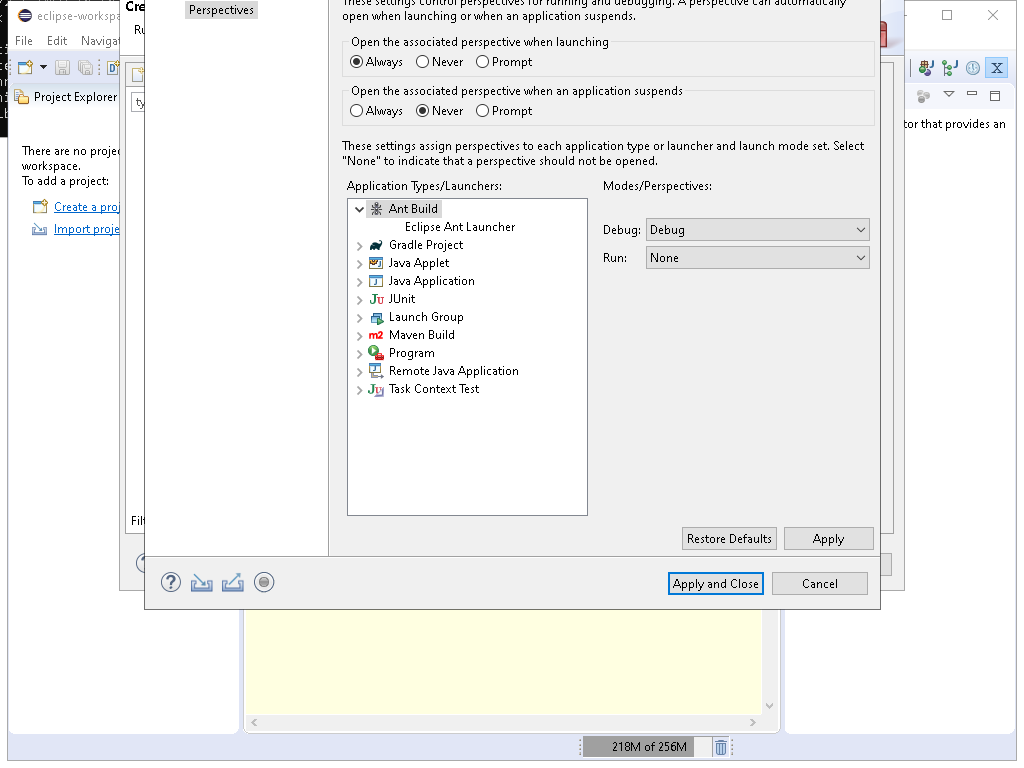 eclipse-workspa
Cre
Perspectives
These settings control perspectives for running and debugging. A perspective can automatically
open when launching or when an application suspends.
File Edit Navigat
Ru
Open the associated perspective when launching
Always Never Prompt
Open the associated perspective when an application suspends
Always Never Prompt
Project Explorer
ty
tor that provides an
There are no proje
workspace.
To add a project:
Create a proj
Import proje
These settings assign perspectives to each application type or launcher and launch mode set. Select
"None" to indicate that a perspective should not be opened.
Application Types/Launchers:
Modes/Perspectives:
Ant Build
Eclipse Ant Launcher
Gradle Project
Java Applet
Java Application
JUnit
Launch Group
Maven Build
Program
Remote Java Application
Task Context Test
Debug: Debug
Run: None
Filt
Restore Defaults
Apply
Apply and Close
Cancel
218M of 256M